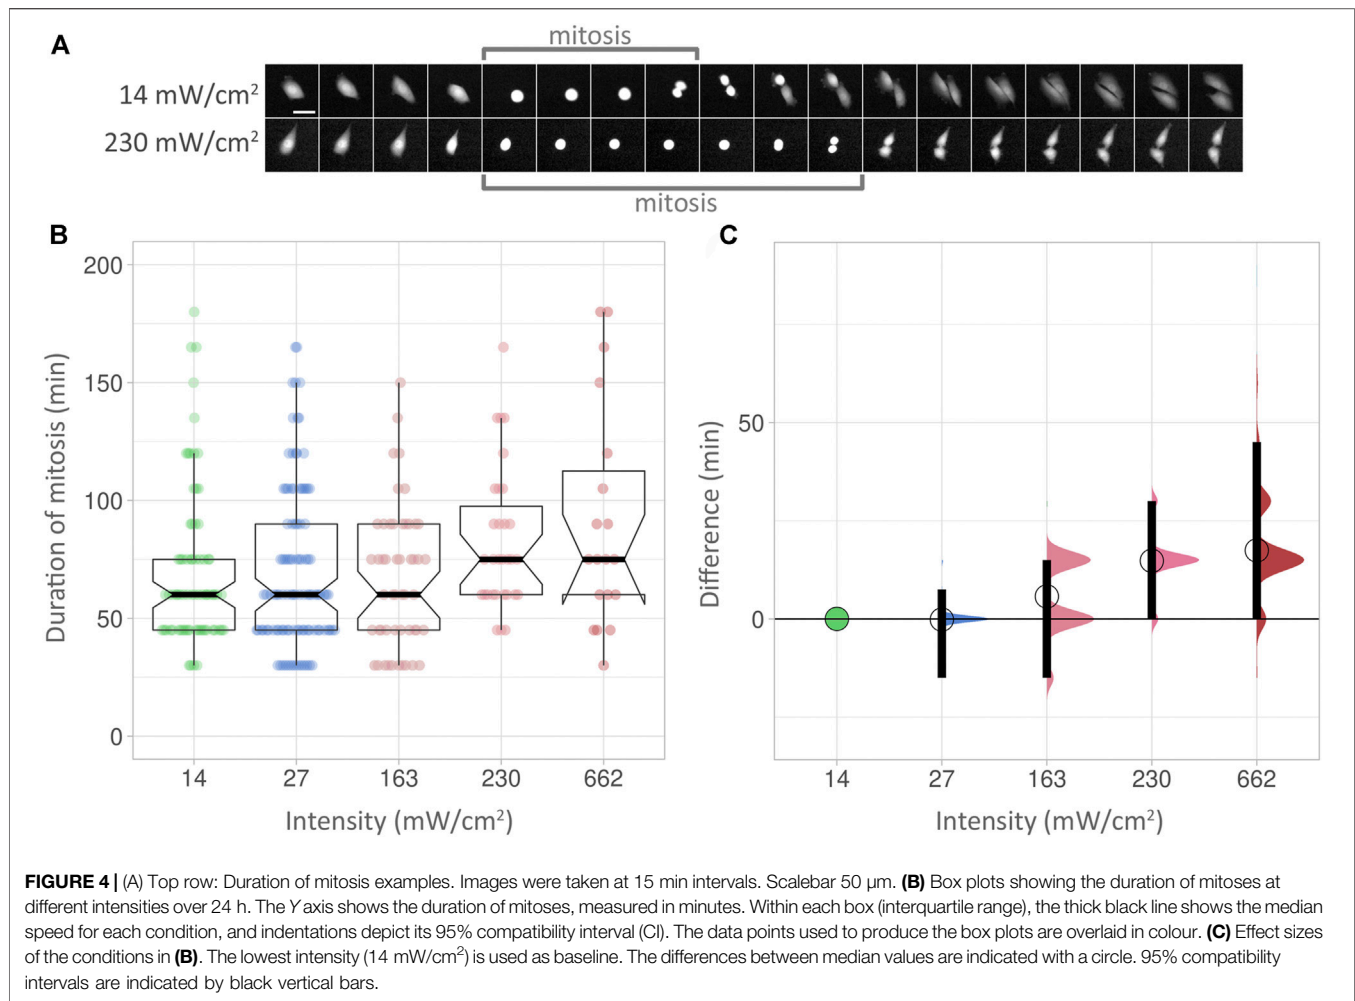 A
mitosis
14 mW/cm²
230 mW/cm²
mitosis
B
Duration of mitosis (min)
200
150
100
50
0
14 27 163 230 662
Intensity (mW/cm²)
C
Difference (min)
50
0
14 27 163 230 662
Intensity (mW/cm²)
FIGURE 4 | (A) Top row: Duration of mitosis examples. Images were taken at 15 min intervals. Scalebar 50 µm. (B) Box plots showing the duration of mitoses at
different intensities over 24 h. The Y axis shows the duration of mitoses, measured in minutes. Within each box (interquartile range), the thick black line shows the median
speed for each condition, and indentations depict its 95% compatibility interval (CI). The data points used to produce the box plots are overlaid in colour. (C) Effect sizes
of the conditions in (B). The lowest intensity (14 mW/cm²) is used as baseline. The differences between median values are indicated with a circle. 95% compatibility
intervals are indicated by black vertical bars.